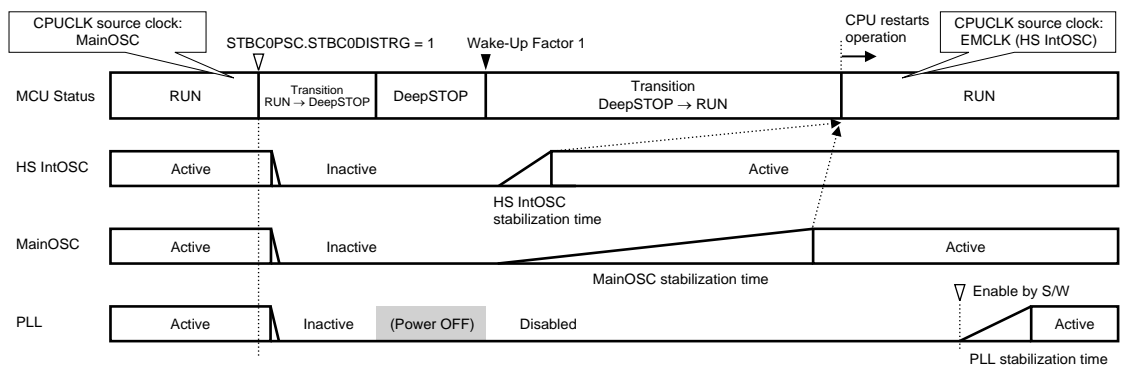 CPUCLK source clock:
MainOSC
STBC0PSC.STBC0DISTRG = 1
Wake-Up Factor 1
CPU restarts
operation
CPUCLK source clock:
EMCLK (HS IntOSC)
MCU Status
RUN
Transition
RUN → DeepSTOP
DeepSTOP
Transition
DeepSTOP → RUN
RUN
HS IntOSC
Active
Inactive
Active
HS IntOSC
stabilization time
MainOSC
Active
Inactive
Active
MainOSC stabilization time
Enable by S/W
PLL
Active
Inactive
(Power OFF)
Disabled
Active
PLL stabilization time